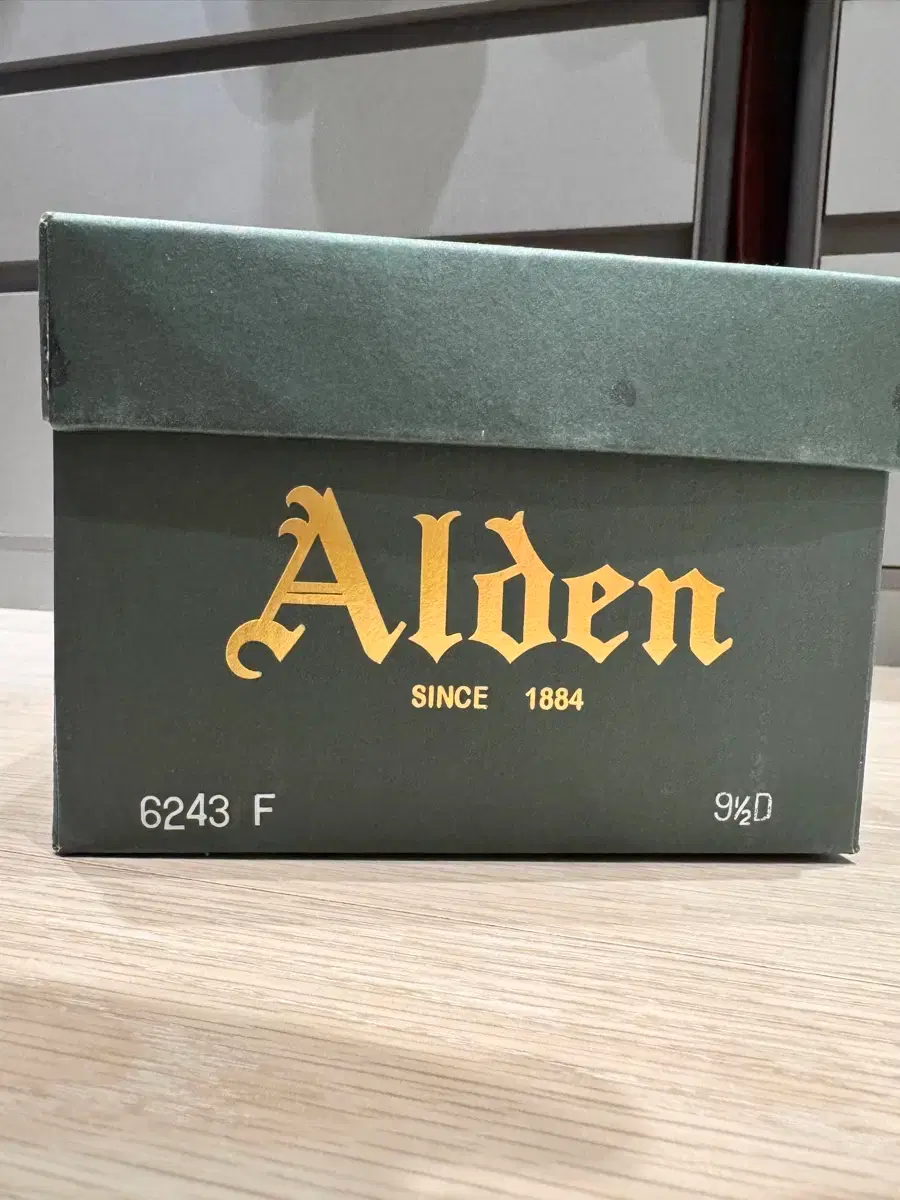 Alden
SINCE 1884
6243 F 9½D